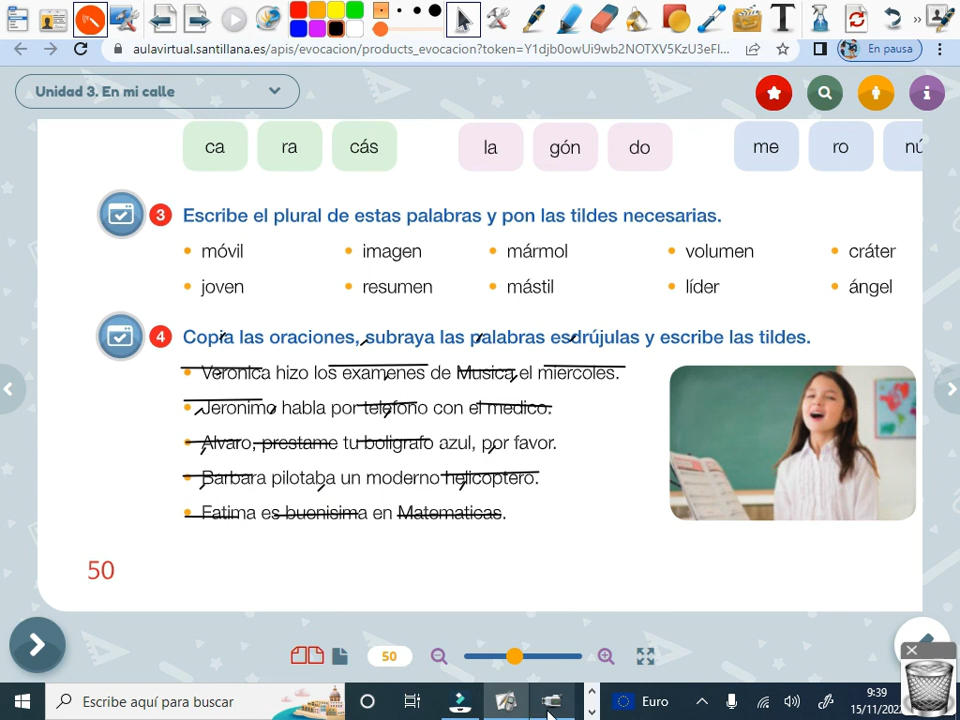 aulavirtual.santillana.es/apis/evocacion/products_evocacion?token=Y1djb0owUi9wb2NOTXV5KzU3eFI...
En pausa
Unidad 3. En mi calle
ca ra cás la gón do me ro nú
3 Escribe el plural de estas palabras y pon las tildes necesarias.
• móvil • imagen • mármol • volumen • cráter
• joven • resumen • mástil • líder • ángel
4 Copia las oraciones, subraya las palabras esdrújulas y escribe las tildes.
• Veronica hizo los examenes de Musica el miercoles.
• Jeronimo habla por telefono con el medico.
• Alvaro, prestame tu boligrafo azul, por favor.
• Barbara pilotaba un moderno helicoptero.
• Fatima es buenisima en Matematicas.
50
50
Escribe aquí para buscar
Euro
9:39